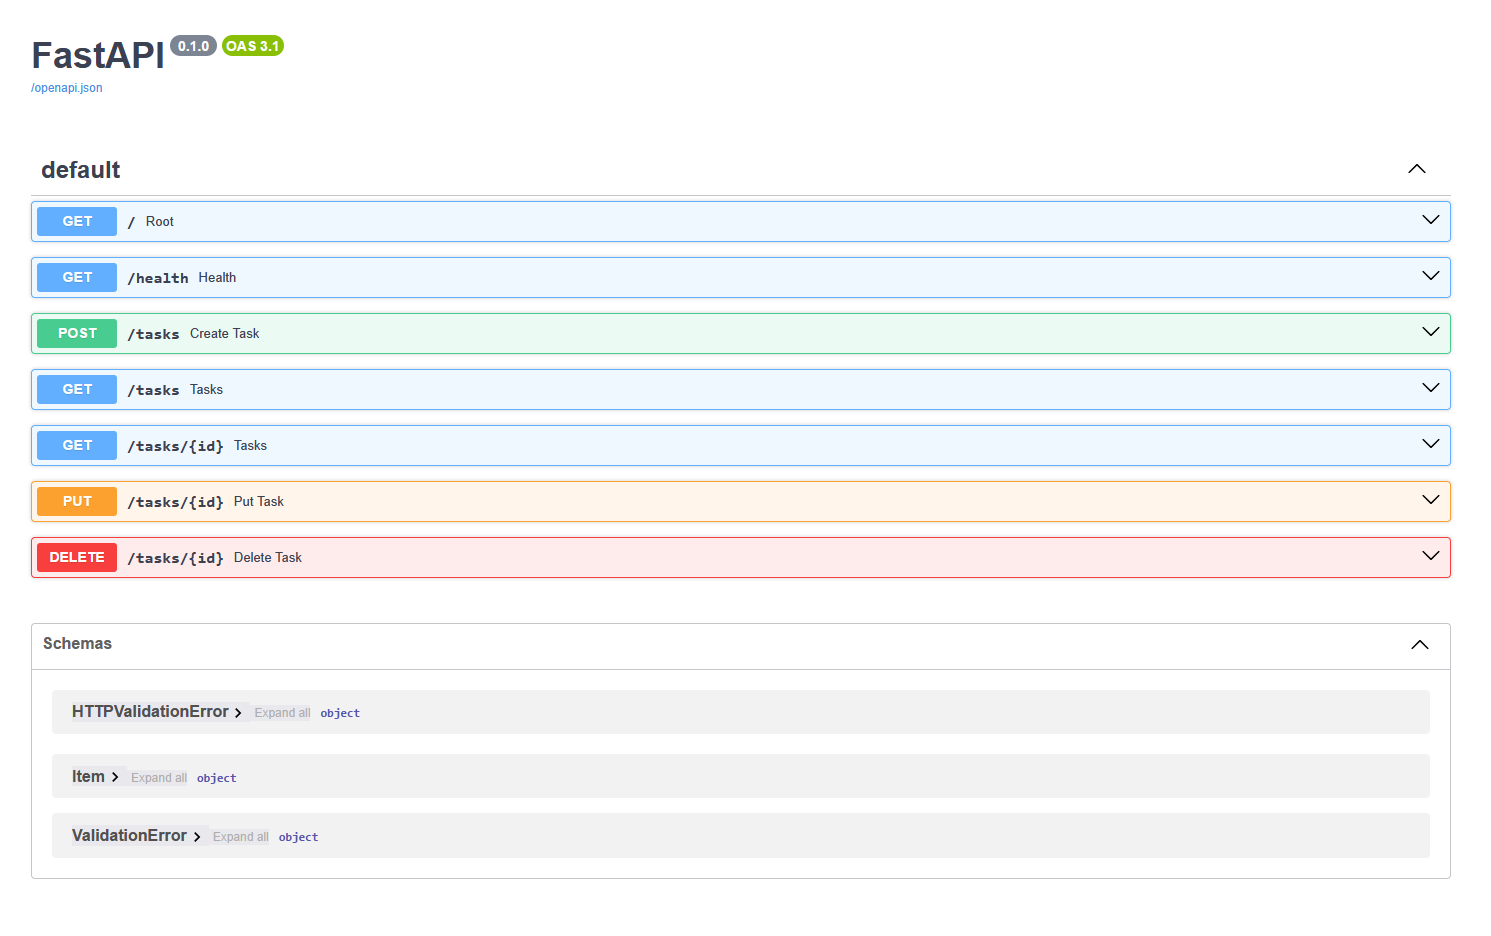 FastAPI 0.1.0 OAS 3.1
/openapi.json
default
GET / Root
GET /health Health
POST /tasks Create Task
GET /tasks Tasks
GET /tasks/{id} Tasks
PUT /tasks/{id} Put Task
DELETE /tasks/{id} Delete Task
Schemas
HTTPValidationError Expand all object
Item Expand all object
ValidationError Expand all object